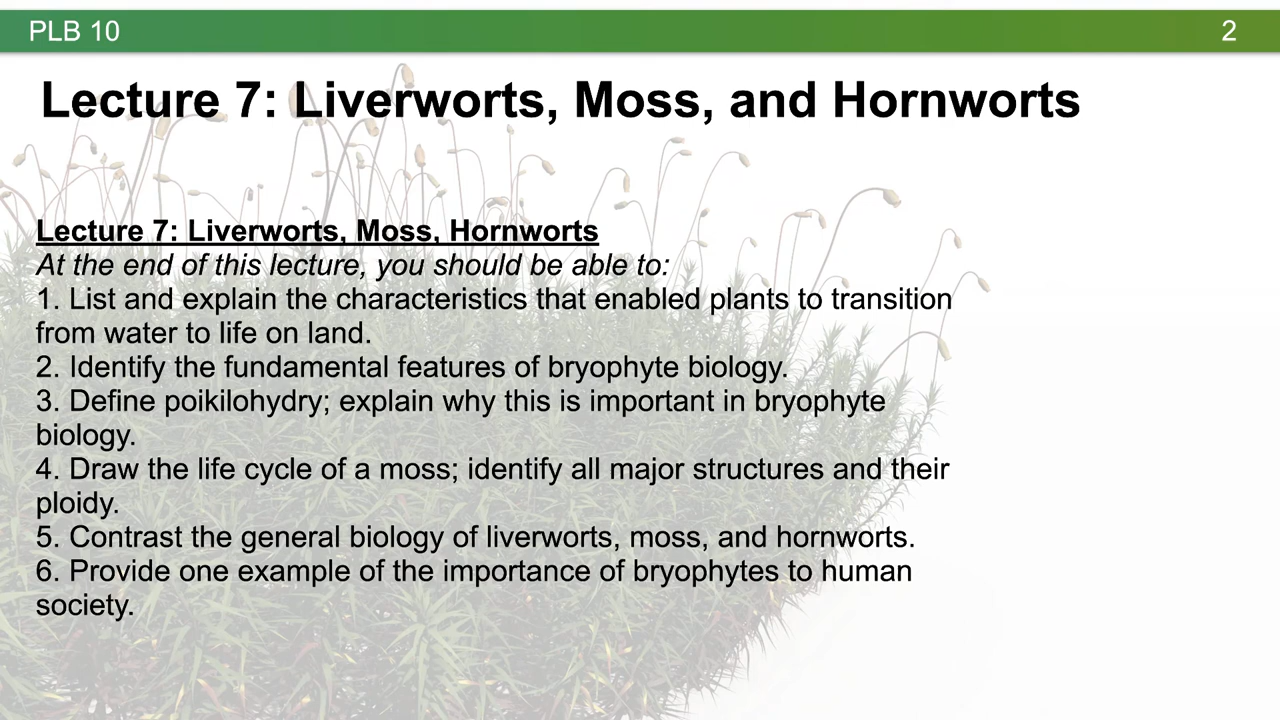 PLB 10
2
Lecture 7: Liverworts, Moss, and Hornworts
Lecture 7: Liverworts, Moss, Hornworts
At the end of this lecture, you should be able to:
1. List and explain the characteristics that enabled plants to transition
from water to life on land.
2. Identify the fundamental features of bryophyte biology.
3. Define poikilohydry; explain why this is important in bryophyte
biology.
4. Draw the life cycle of a moss; identify all major structures and their
ploidy.
5. Contrast the general biology of liverworts, moss, and hornworts.
6. Provide one example of the importance of bryophytes to human
society.